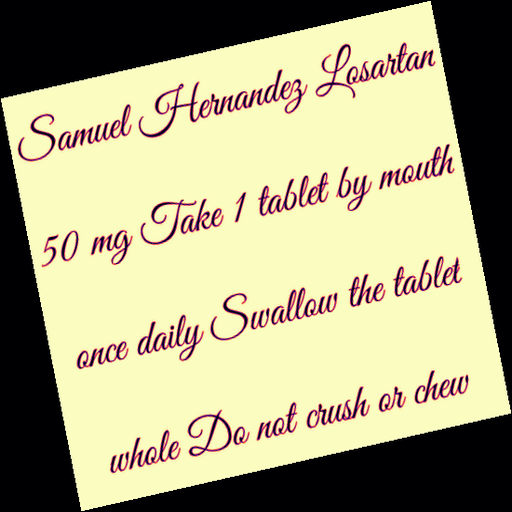 Samuel Hernandez Losartan
50 mg Take 1 tablet by mouth
once daily Swallow the tablet
whole Do not crush or chew